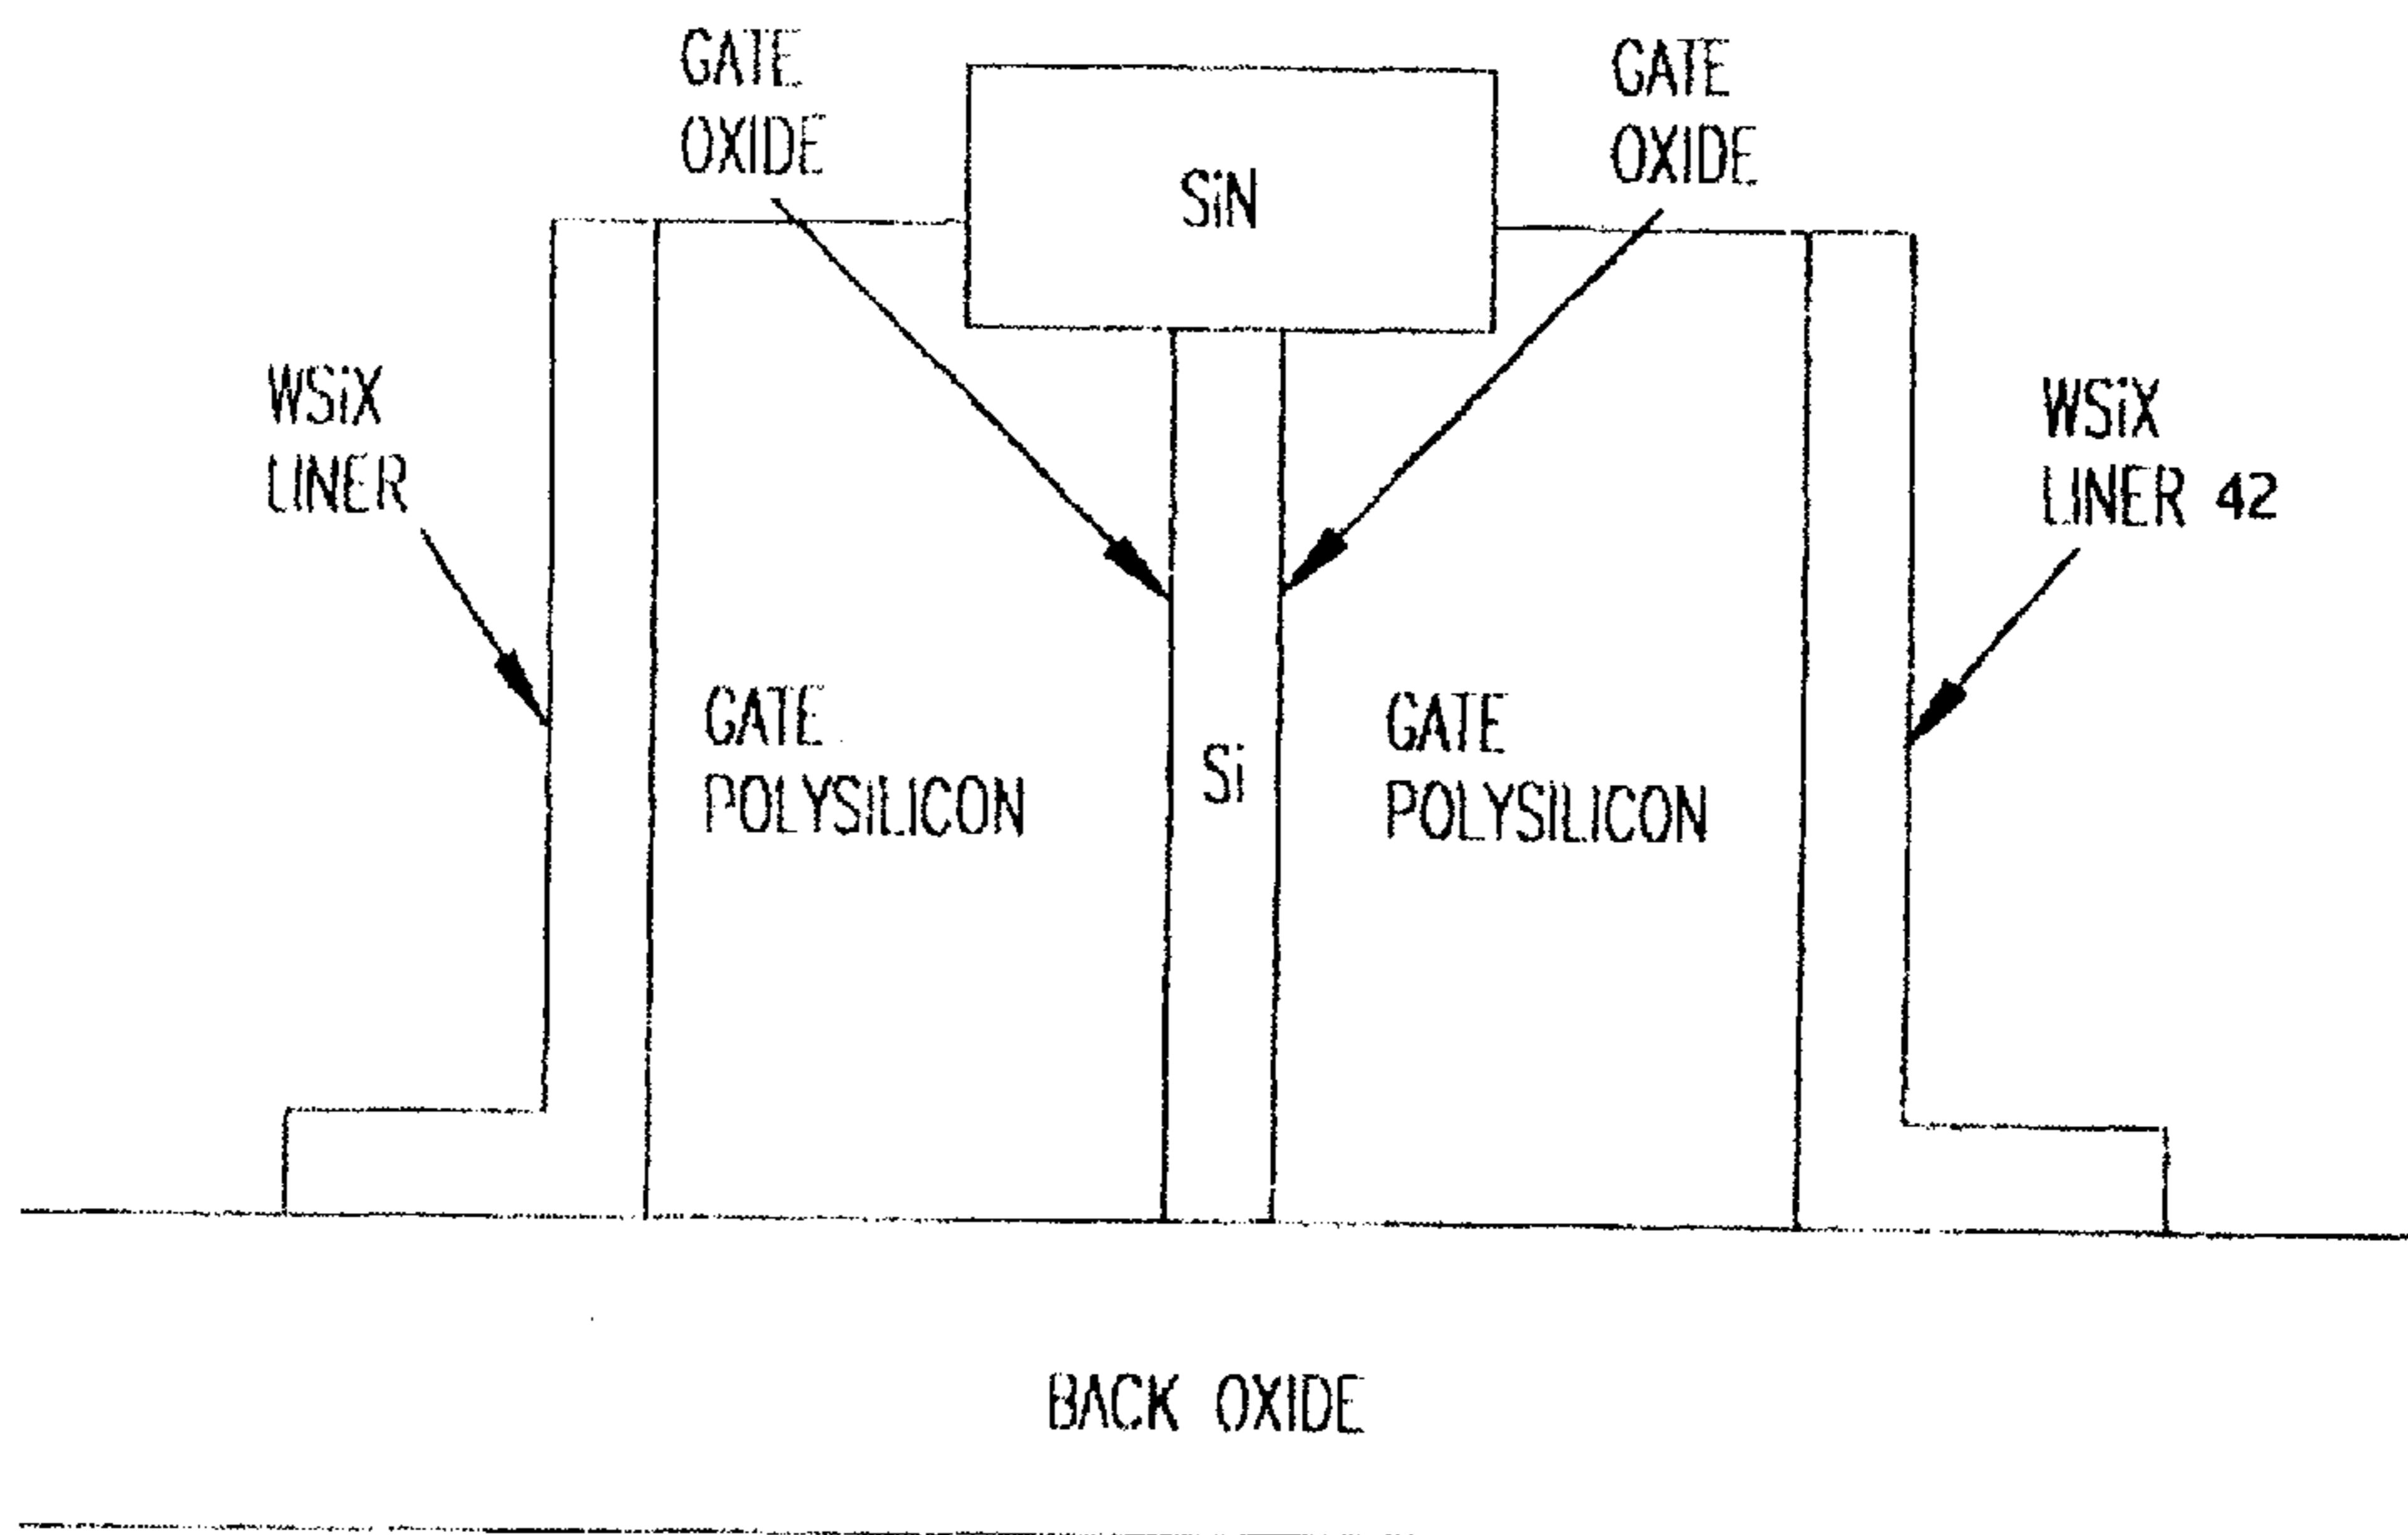 GATE
OXIDE
GATE
OXIDE
SiN
WSiX
LINER
WSiX
LINER 42
GATE
POLYSILICON
Si
GATE
POLYSILICON
BACK OXIDE